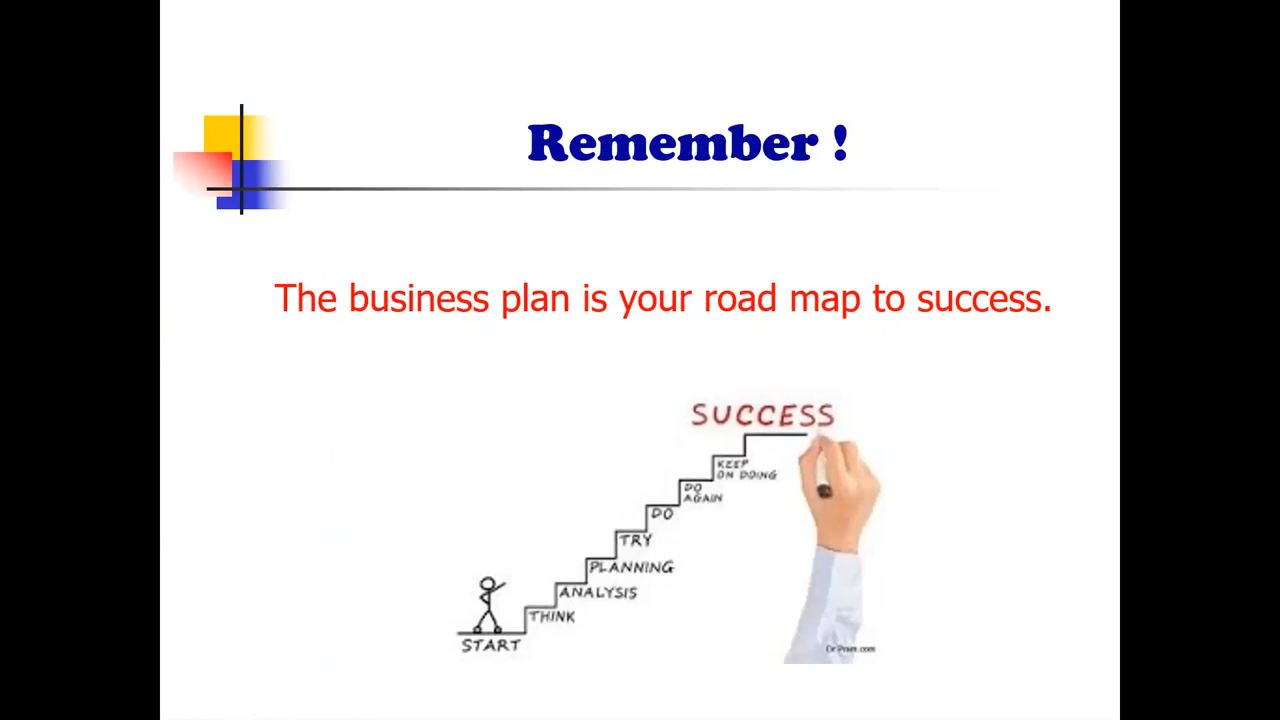 Remember !
The business plan is your road map to success.
SUCCESS
KEEP
ON DOING
DO
AGAIN
DO
TRY
PLANNING
ANALYSIS
THINK
START